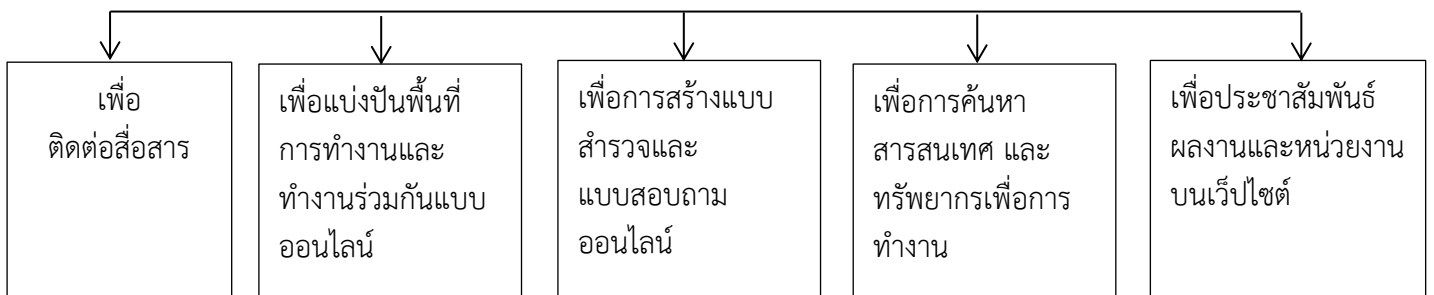 เพื่อ
ติดต่อสื่อสาร
เพื่อแบ่งปันพื้นที่
การทำงานและ
ทำงานร่วมกันแบบ
ออนไลน์
เพื่อการสร้างแบบ
สำรวจและ
แบบสอบถาม
ออนไลน์
เพื่อการค้นหา
สารสนเทศ และ
ทรัพยากรเพื่อการ
ทำงาน
เพื่อประชาสัมพันธ์
ผลงานและหน่วยงาน
บนเว็ปไซต์